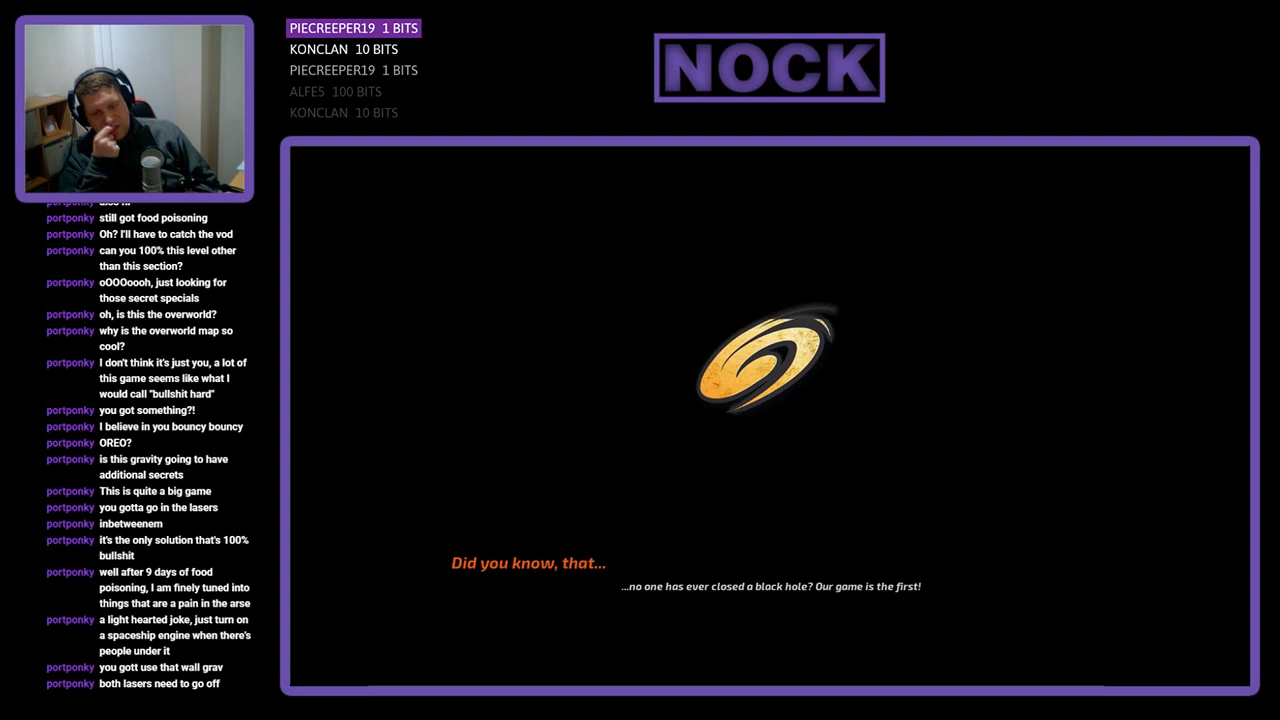 PIECREEPER19 1 BITS
KONCLAN 10 BITS
PIECREEPER19 1 BITS
ALFE5 100 BITS
KONCLAN 10 BITS
NOCK
portponky still got food poisoning
portponky Oh? I'll have to catch the vod
portponky can you 100% this level other
than this section?
portponky oOOOoooh, just looking for
those secret specials
portponky oh, is this the overworld?
portponky why is the overworld map so
cool?
portponky I don't think it's just you, a lot of
this game seems like what I
would call "bullshit hard"
portponky you got something?!
portponky I believe in you bouncy bouncy
portponky OREO?
portponky is this gravity going to have
additional secrets
portponky This is quite a big game
portponky you gotta go in the lasers
portponky inbetweenem
portponky it's the only solution that's 100%
bullshit
portponky well after 9 days of food
poisoning, I am finely tuned into
things that are a pain in the arse
portponky a light hearted joke, just turn on
a spaceship engine when there's
people under it
portponky you gott use that wall grav
portponky both lasers need to go off
Did you know, that...
...no one has ever closed a black hole? Our game is the first!